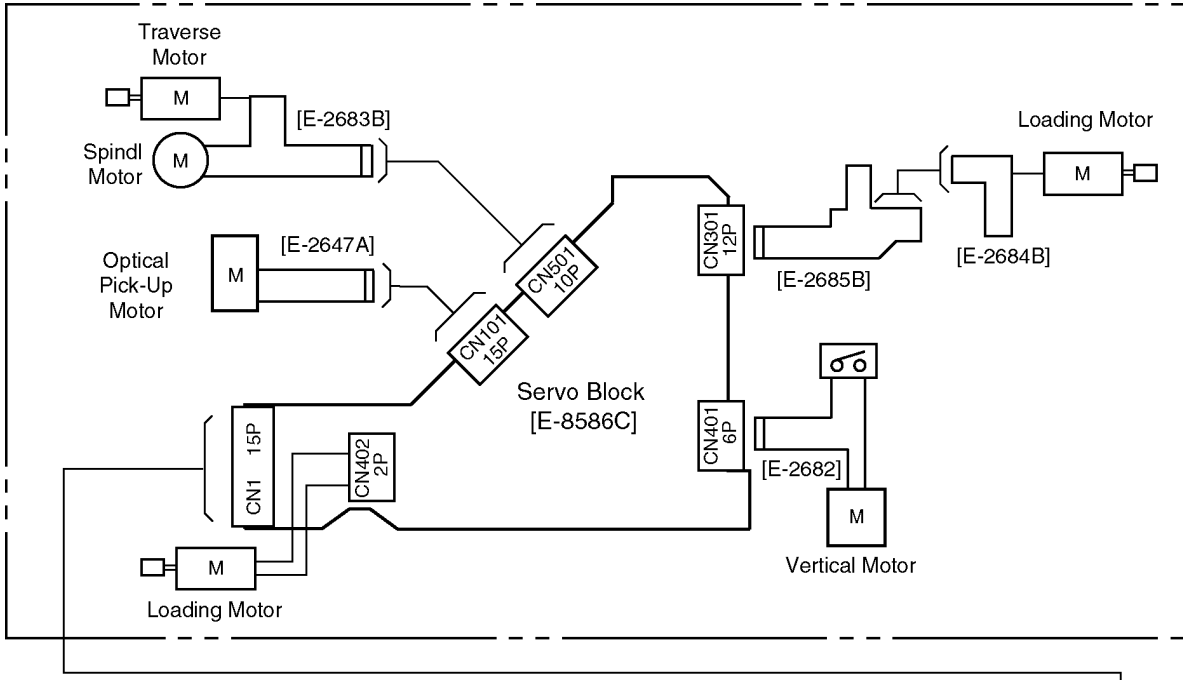 Traverse
Motor
M
[E-2683B]
Spindl
Motor
M
Loading Motor
M
[E-2684B]
[E-2685B]
CN301
12P
CN501
10P
Optical
Pick-Up
Motor
M
[E-2647A]
CN101
15P
Servo Block
[E-8586C]
CN401
6P
[E-2682]
M
Vertical Motor
CN1 15P
CN402
2P
M
Loading Motor